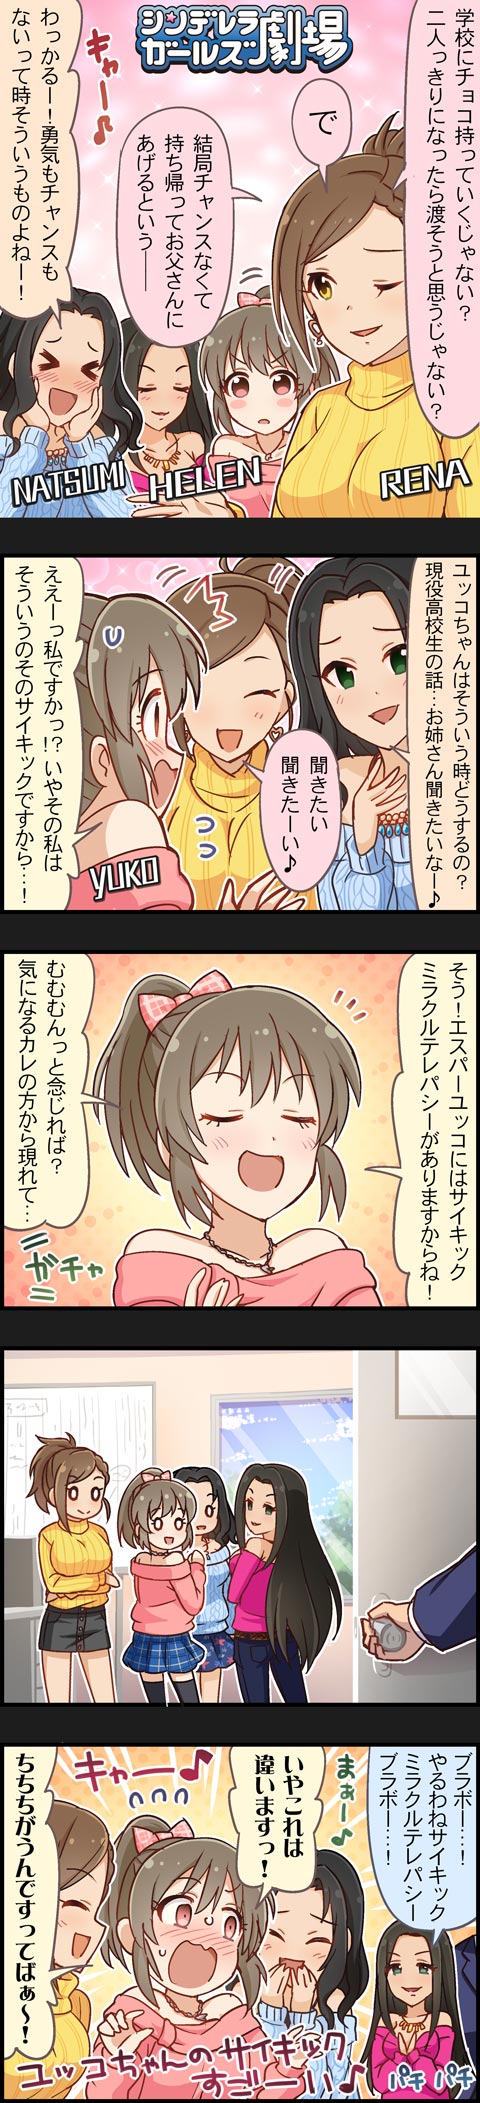 シンデレラ
ガールズ劇場
学校にチョコ持っていくじゃない?
二人っきりになったら渡そうと思うじゃない?
で
結局チャンスなくて
持ち帰ってお父さんに
あげるという──
キャー♪
わっかるー!勇気もチャンスも
ないって時そういうものよねー!
NATSUMI
HELEN
RENA
ユッコちゃんはそういう時どうするの?
現役高校生の話…お姉さん聞きたいなー♪
聞きたい
聞きたーい♪
ええーっ私ですかっ!?いやその私は
そういうのそのサイキックですから…!
YUKO
そう!エスパーユッコにはサイキック
ミラクルテレパシーがありますからね!
むむむんっと念じれば?
気になるカレの方から現れて…
ガチャ
ブラボー…!
やるわねサイキック
ミラクルテレパシー
ブラボー…!
まぁー♪
いやこれは
違いますっ!
キャー♪
ちちちがうんですってばぁ〜!
ユッコちゃんのサイキック
すごーい♪
パチ パチ